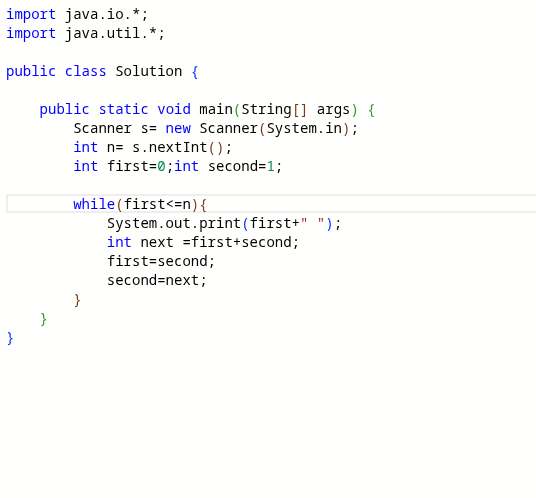 import java.io.*;
import java.util.*;

public class Solution {

    public static void main(String[] args) {
        Scanner s= new Scanner(System.in);
        int n= s.nextInt();
        int first=0;int second=1;

        while(first<=n){
            System.out.print(first+" ");
            int next =first+second;
            first=second;
            second=next;
        }
    }
}